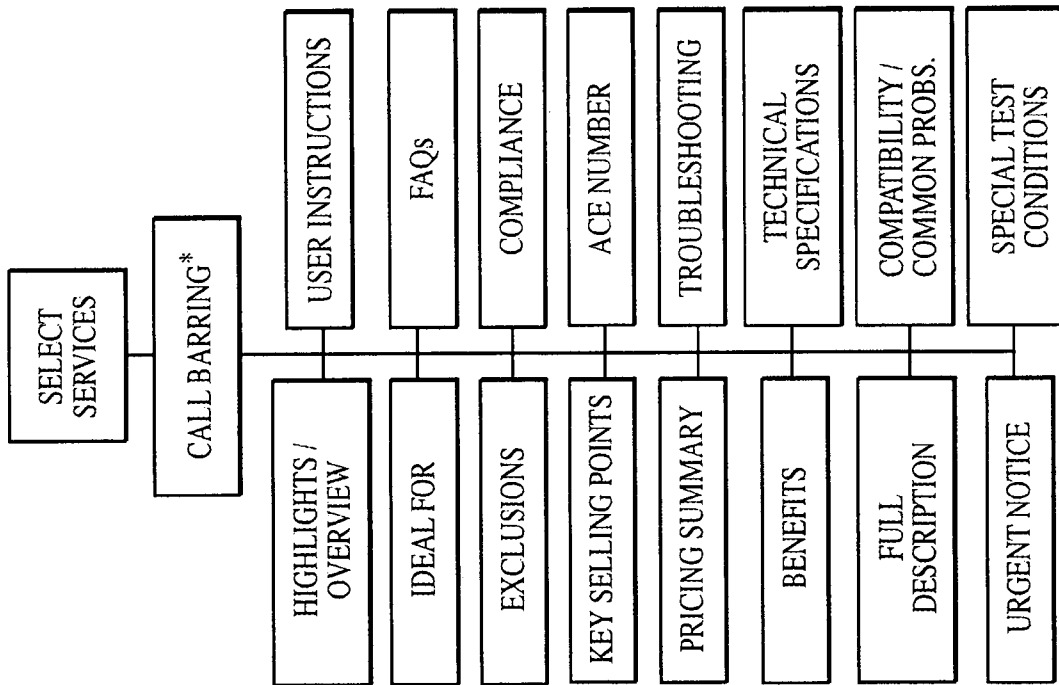 SELECT
SERVICES
CALL BARRING*
HIGHLIGHTS /
OVERVIEW
USER INSTRUCTIONS
IDEAL FOR
FAQs
EXCLUSIONS
COMPLIANCE
KEY SELLING POINTS
ACE NUMBER
PRICING SUMMARY
TROUBLESHOOTING
BENEFITS
TECHNICAL
SPECIFICATIONS
FULL
DESCRIPTION
COMPATIBILITY /
COMMON PROBS.
URGENT NOTICE
SPECIAL TEST
CONDITIONS